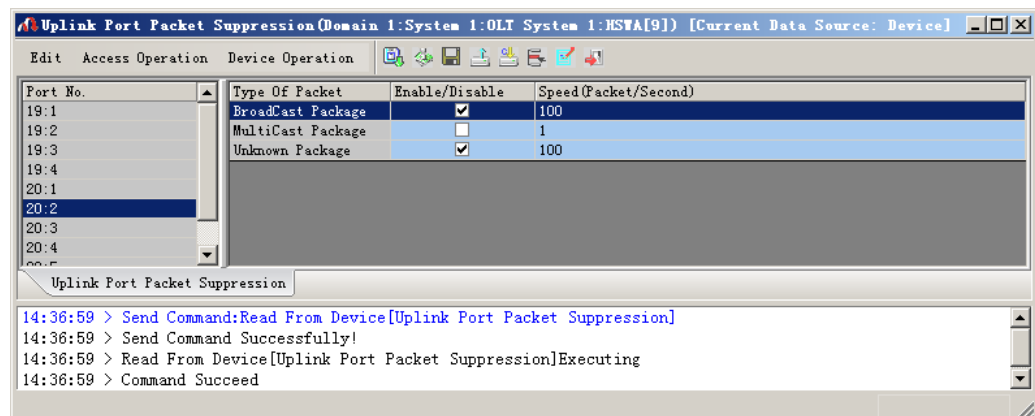 Uplink Port Packet Suppression(Domain 1:System 1:OLT System 1:HSWA[9]) [Current Data Source: Device]
Edit Access Operation Device Operation
Port No. Type Of Packet Enable/Disable Speed(Packet/Second)
19:1 BroadCast Package 100
19:2 MultiCast Package 1
19:3 Unknown Package 100
19:4
20:1
20:2
20:3
20:4
Uplink Port Packet Suppression
14:36:59 > Send Command:Read From Device[Uplink Port Packet Suppression]
14:36:59 > Send Command Successfully!
14:36:59 > Read From Device[Uplink Port Packet Suppression]Executing
14:36:59 > Command Succeed